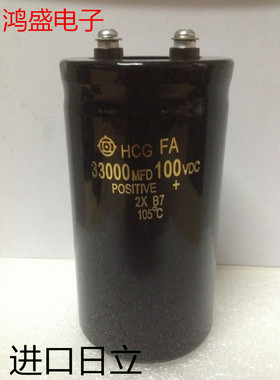 鸿盛电子
HCG FA
33000MFD 100VDC
POSITIVE +
2X B7
105°C
进口日立